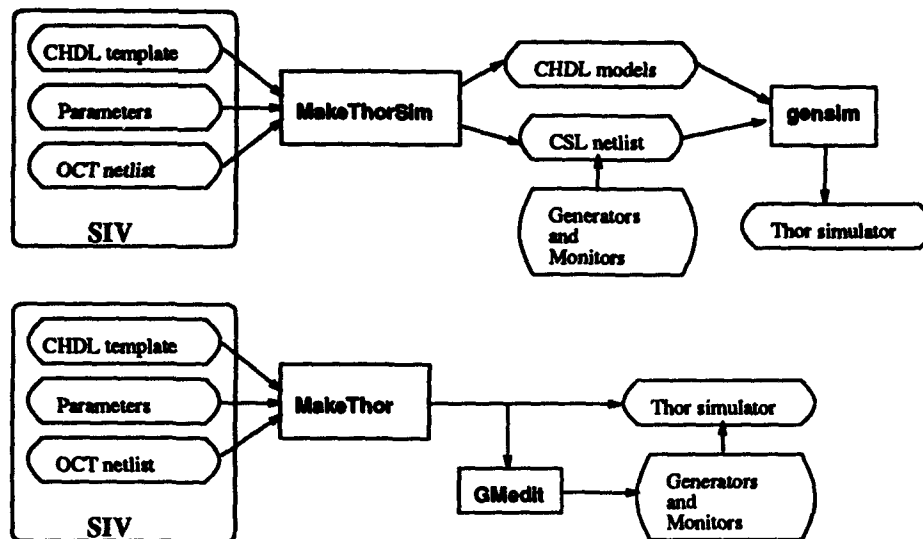 CHDL template
Parameters
OCT netlist
SIV
MakeThorSim
CHDL models
CSL netlist
Generators
and
Monitors
gensim
Thor simulator
CHDL template
Parameters
OCT netlist
SIV
MakeThor
GMedit
Thor simulator
Generators
and
Monitors